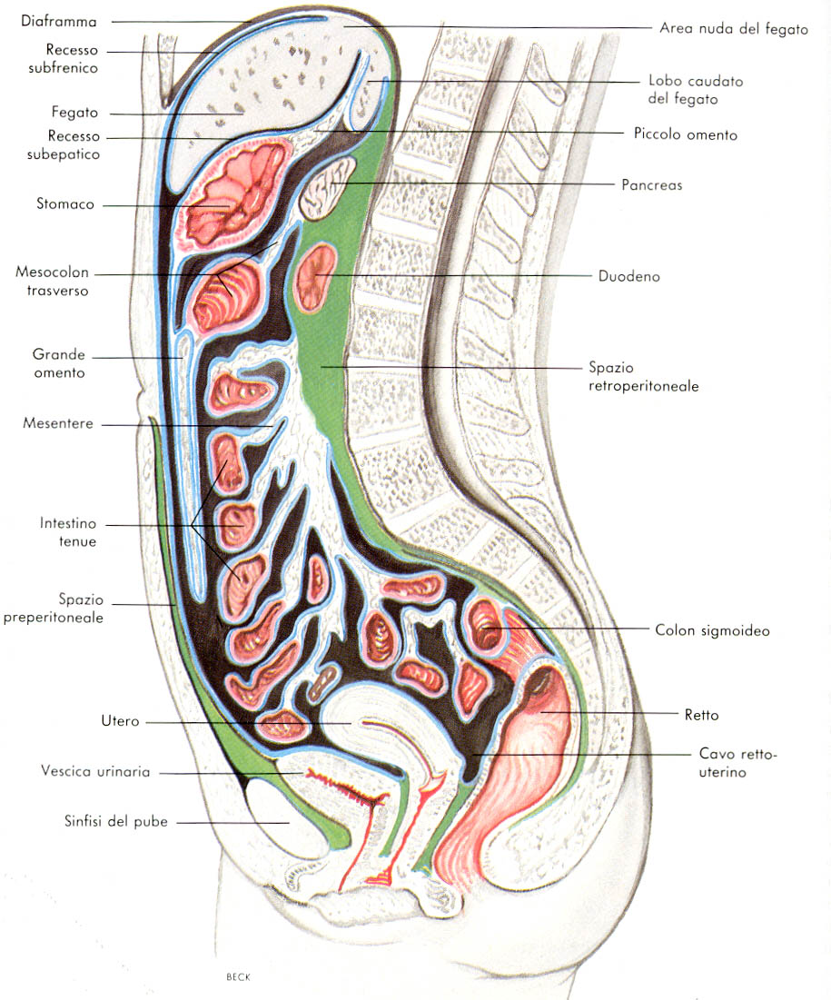 Diaframma
Recesso
subfrenico
Fegato
Recesso
subepatico
Stomaco
Mesocolon
trasverso
Grande
omento
Mesentere
Intestino
tenue
Spazio
preperitoneale
Utero
Vescica urinaria
Sinfisi del pube
Area nuda del fegato
Lobo caudato
del fegato
Piccolo omento
Pancreas
Duodeno
Spazio
retroperitoneale
Colon sigmoideo
Retto
Cavo retto-
uterino
BECK